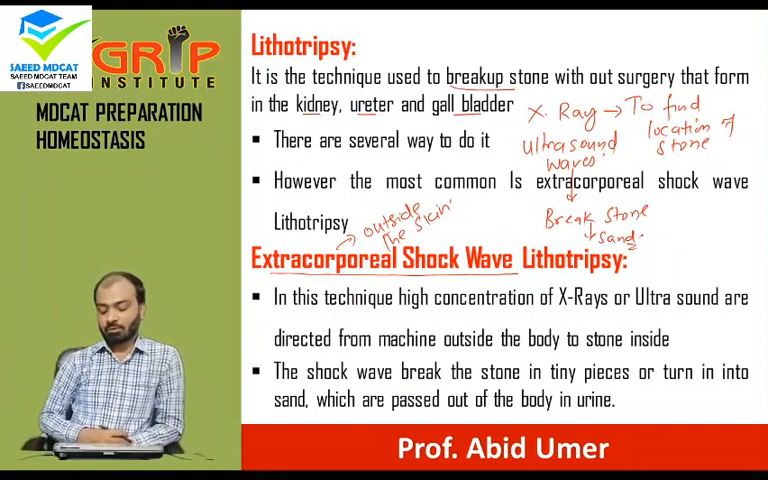 SAEED MDCAT
SAEED MDCAT TEAM
SAEEDMDCAT
GRIP
INSTITUTE
MDCAT PREPARATION
HOMEOSTASIS
Lithotripsy:
It is the technique used to breakup stone with out surgery that form
in the kidney, ureter and gall bladder
X. Ray → To find
location of
stone
▪ There are several way to do it
ultrasound
waves.
▪ However the most common Is extracorporeal shock wave
Lithotripsy
Break Stone
sand.
→ outside
the skin
Extracorporeal Shock Wave Lithotripsy:
▪ In this technique high concentration of X-Rays or Ultra sound are
directed from machine outside the body to stone inside
▪ The shock wave break the stone in tiny pieces or turn in into
sand, which are passed out of the body in urine.
Prof. Abid Umer